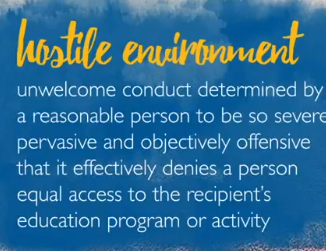 hostile environment
unwelcome conduct determined by
a reasonable person to be so severe
pervasive and objectively offensive
that it effectively denies a person
equal access to the recipient's
education program or activity